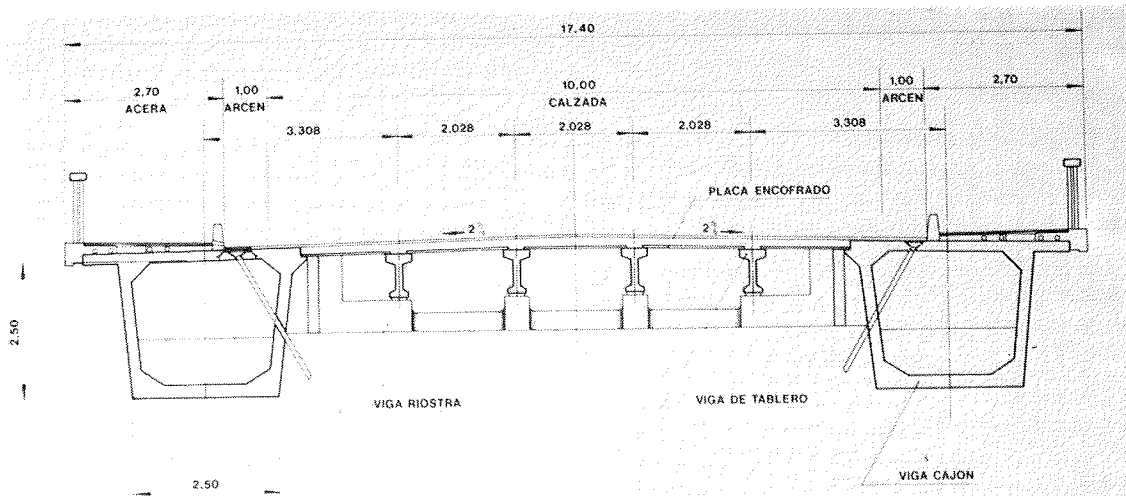 17,40
2,70
1,00
10,00
1,00
2,70
ACERA
ARCEN
CALZADA
ARCEN
3,308
2,028
2,028
2,028
3,308
PLACA ENCOFRADO
2%
2%
2.50
VIGA RIOSTRA
VIGA DE TABLERO
VIGA CAJON
2.50